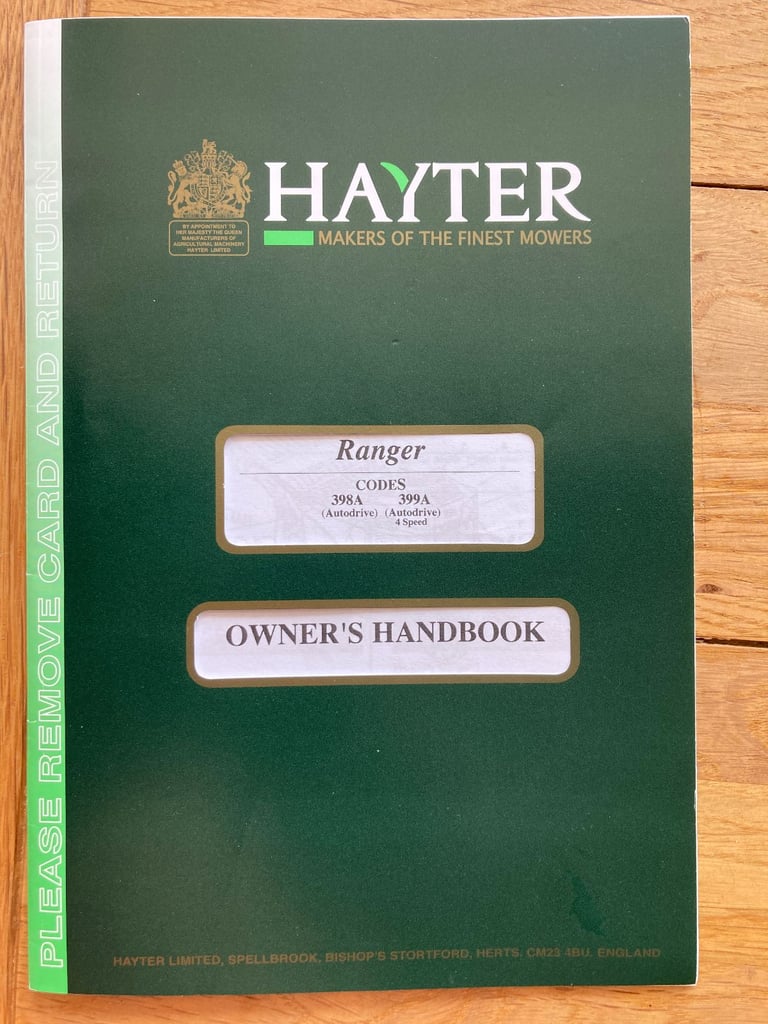 HAYTER
MAKERS OF THE FINEST MOWERS
BY APPOINTMENT TO
HER MAJESTY THE QUEEN
MANUFACTURERS OF
AGRICULTURAL MACHINERY
HAYTER LIMITED
Ranger
CODES
398A 399A
(Autodrive) (Autodrive)
4 Speed
OWNER'S HANDBOOK
HAYTER LIMITED, SPELLBROOK, BISHOP'S STORTFORD, HERTS. CM23 4BU. ENGLAND
PLEASE REMOVE CARD AND RETURN